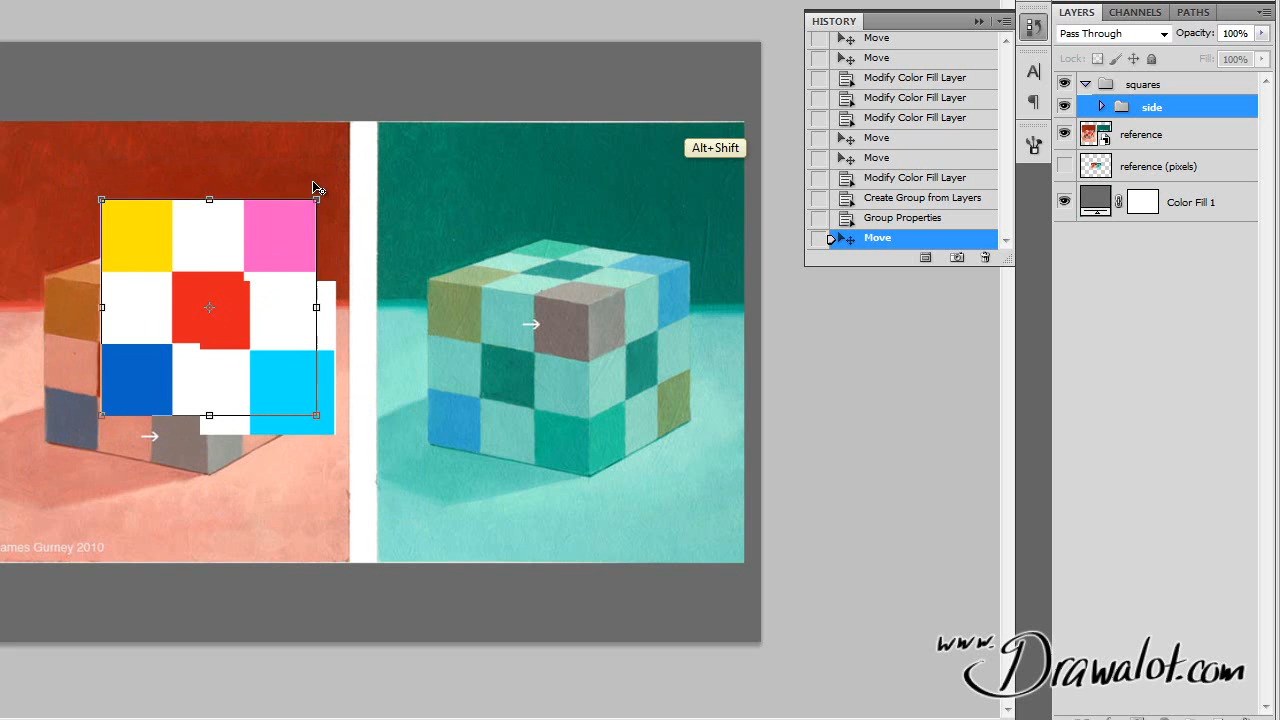 HISTORY
Move
Move
Modify Color Fill Layer
Modify Color Fill Layer
Modify Color Fill Layer
Move
Move
Modify Color Fill Layer
Create Group from Layers
Group Properties
Move
LAYERS CHANNELS PATHS
Pass Through Opacity: 100%
Lock: Fill: 100%
squares
side
reference
reference (pixels)
Color Fill 1
Alt+Shift
ames Gurney 2010
www.Drawalot.com